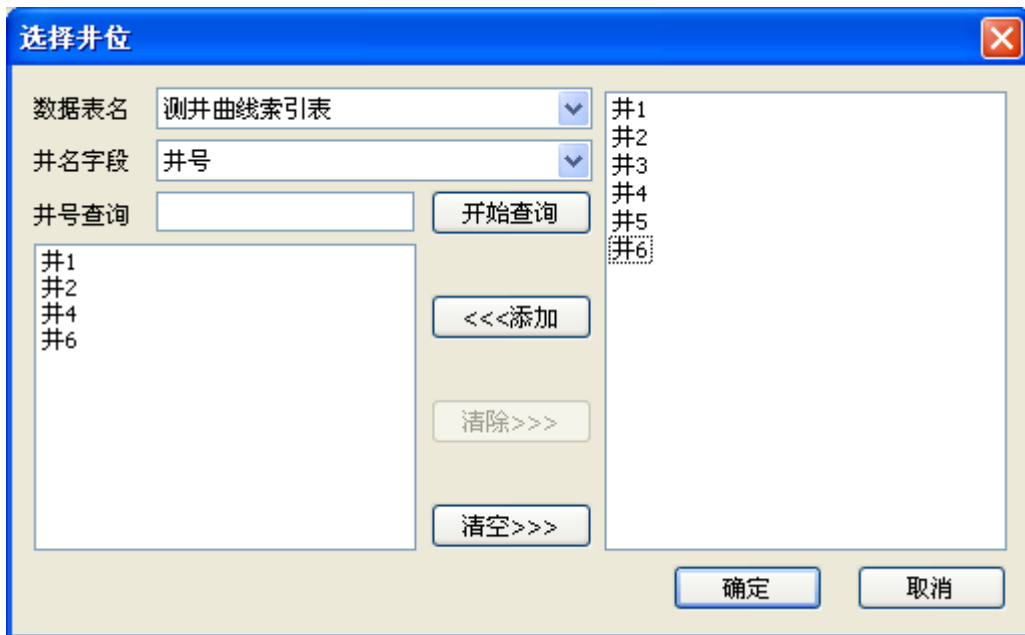 选择井位
数据表名 测井曲线索引表
井名字段 井号
井号查询 开始查询
井1
井2
井4
井6
<<<添加
清除>>>
清空>>>
井1
井2
井3
井4
井5
井6
确定 取消